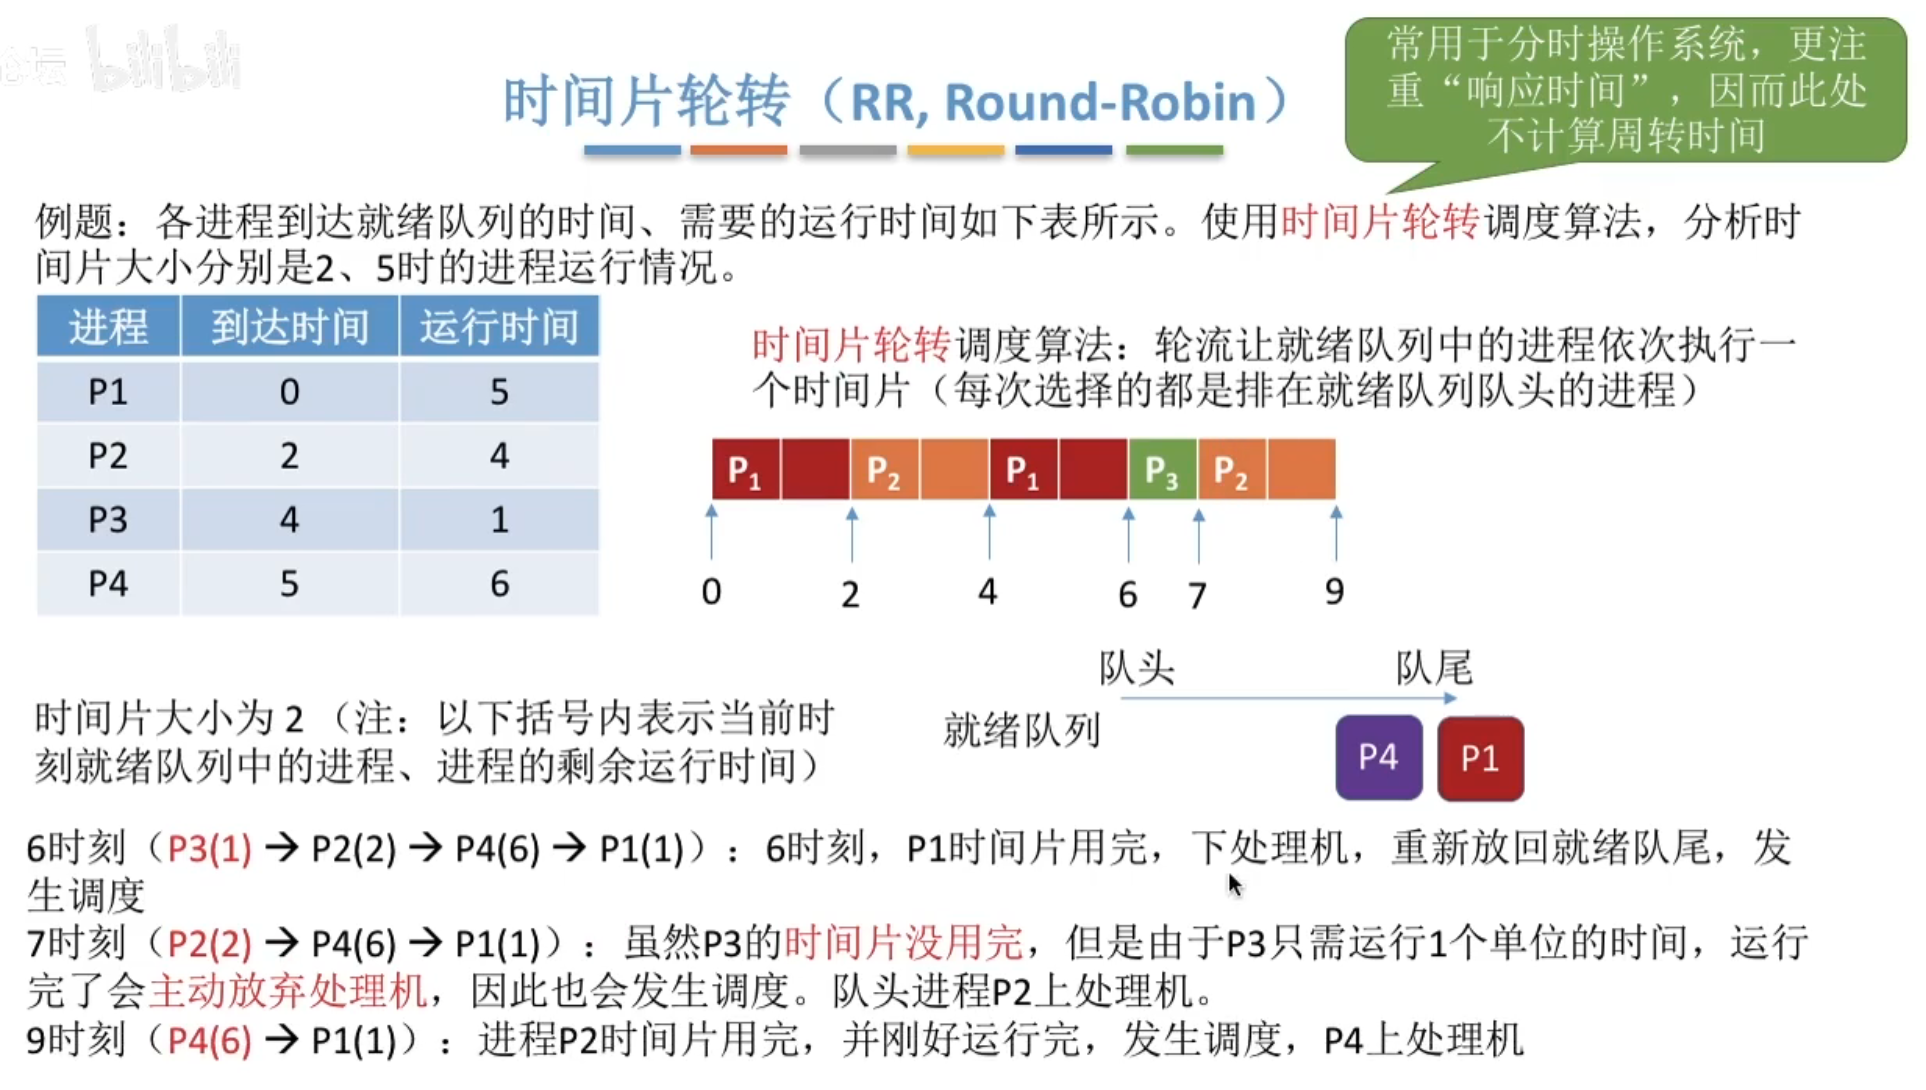 论坛 bilibili
时间片轮转（RR, Round-Robin）
常用于分时操作系统，更注
重“响应时间”，因而此处
不计算周转时间
例题：各进程到达就绪队列的时间、需要的运行时间如下表所示。使用时间片轮转调度算法，分析时
间片大小分别是2、5时的进程运行情况。
进程 到达时间 运行时间
P1 0 5
P2 2 4
P3 4 1
P4 5 6
时间片轮转调度算法：轮流让就绪队列中的进程依次执行一
个时间片（每次选择的都是排在就绪队列队头的进程）
P1 P2 P1 P3 P2
0 2 4 6 7 9
队头 队尾
就绪队列
P4 P1
时间片大小为 2 （注：以下括号内表示当前时
刻就绪队列中的进程、进程的剩余运行时间）
6时刻（P3(1) → P2(2) → P4(6) → P1(1)）：6时刻，P1时间片用完，下处理机，重新放回就绪队尾，发
生调度
7时刻（P2(2) → P4(6) → P1(1)）：虽然P3的时间片没用完，但是由于P3只需运行1个单位的时间，运行
完了会主动放弃处理机，因此也会发生调度。队头进程P2上处理机。
9时刻（P4(6) → P1(1)）：进程P2时间片用完，并刚好运行完，发生调度，P4上处理机